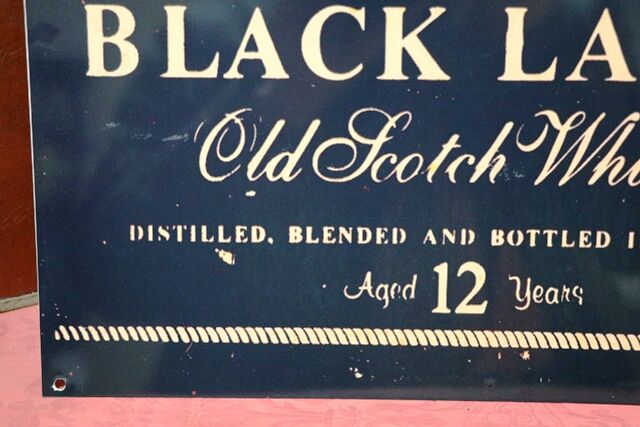 BLACK LA
Old Scotch Whi
DISTILLED, BLENDED AND BOTTLED I
Aged 12 Years